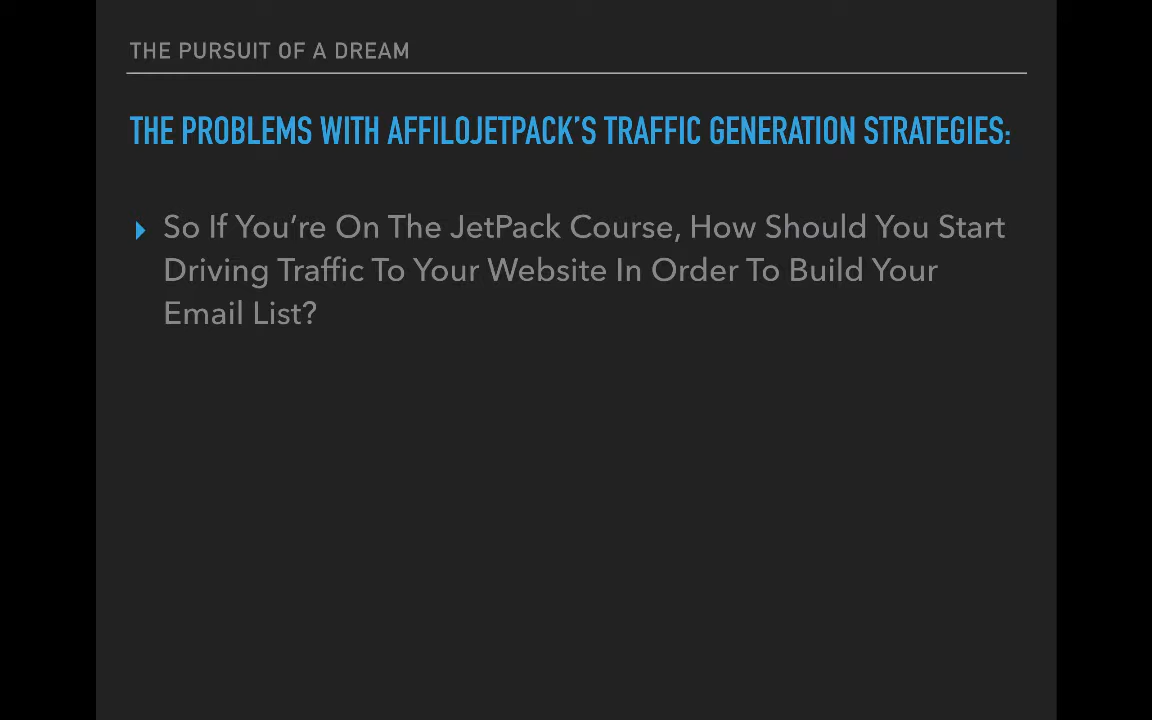 THE PURSUIT OF A DREAM
THE PROBLEMS WITH AFFILOJETPACK’S TRAFFIC GENERATION STRATEGIES:
So If You’re On The JetPack Course, How Should You Start
Driving Traffic To Your Website In Order To Build Your
Email List?